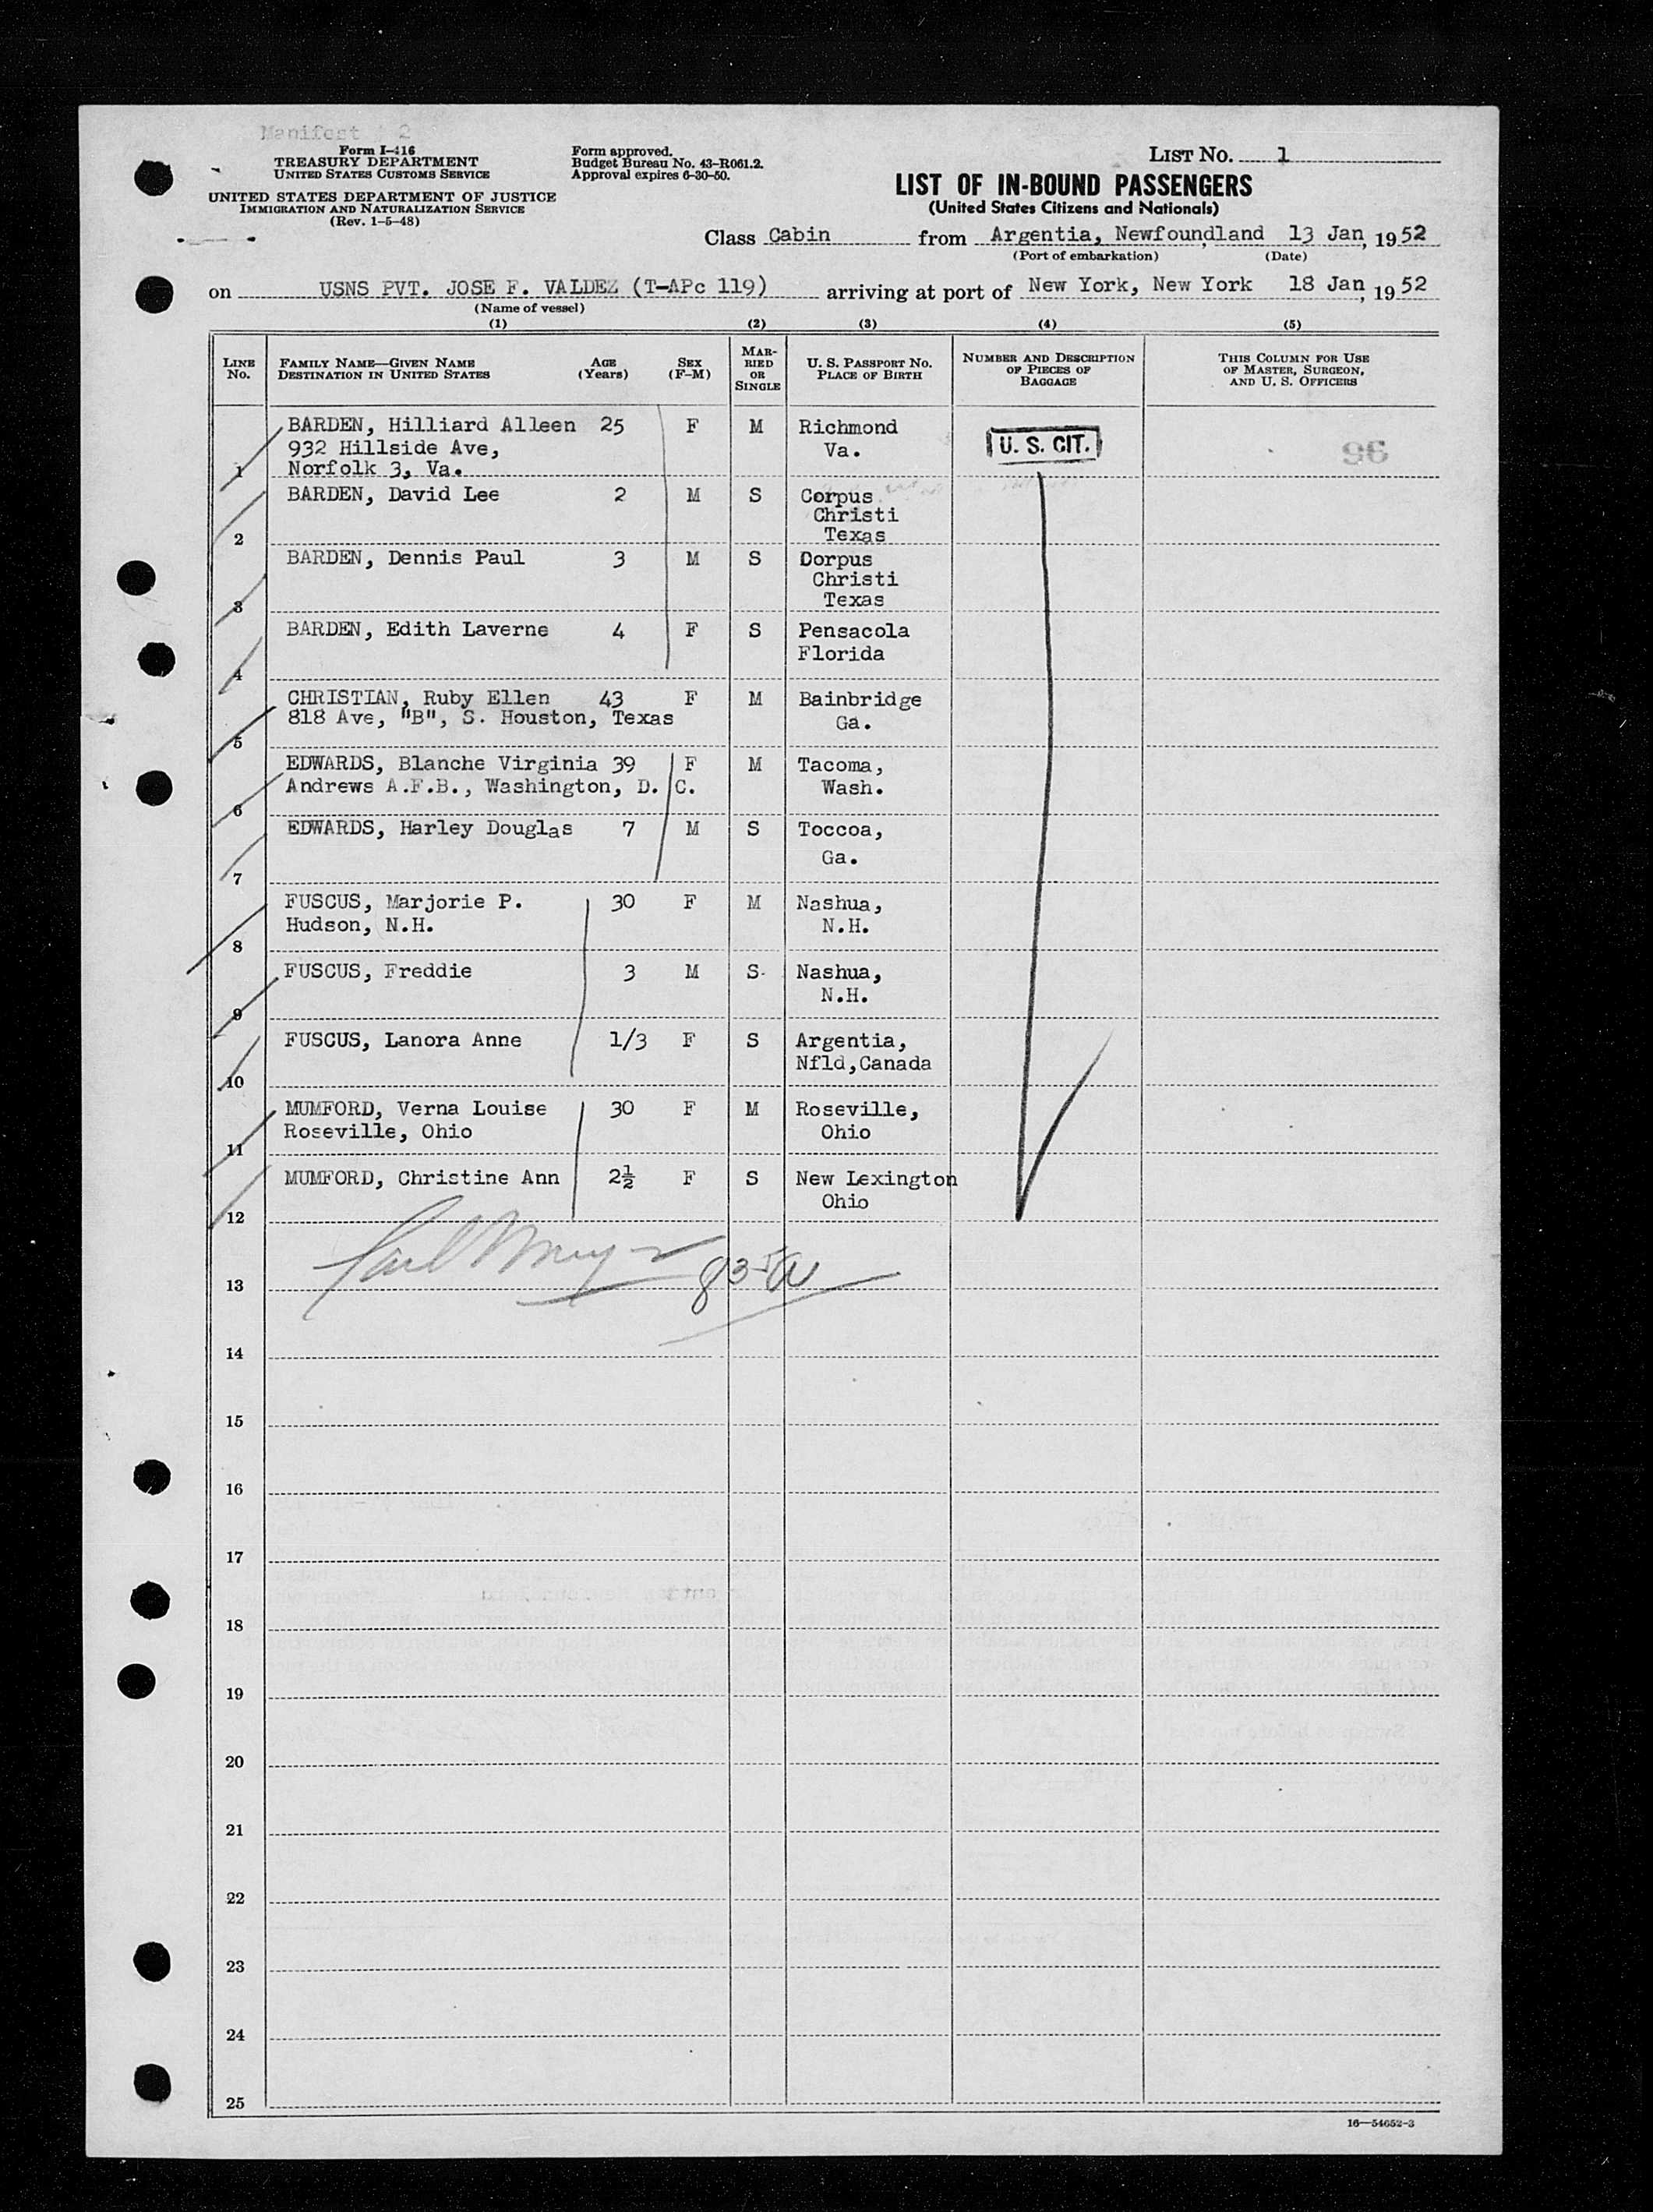 Manifest 2
Form I-416
TREASURY DEPARTMENT
UNITED STATES CUSTOMS SERVICE
UNITED STATES DEPARTMENT OF JUSTICE
IMMIGRATION AND NATURALIZATION SERVICE
(Rev. 1-5-48)
Form approved.
Budget Bureau No. 43-R061.2.
Approval expires 6-30-50.
LIST NO. 1
LIST OF IN-BOUND PASSENGERS
(United States Citizens and Nationals)
Class Cabin from Argentia, Newfoundland 13 Jan, 1952
(Port of embarkation) (Date)
on USNS PVT. JOSE F. VALDEZ (T-APc 119) arriving at port of New York, New York 18 Jan, 1952
(Name of vessel)
(1) (2) (3) (4) (5)
LINE No.
FAMILY NAME—GIVEN NAME
DESTINATION IN UNITED STATES
AGE (Years)
SEX (F-M)
MARRIED OR SINGLE
U. S. PASSPORT NO.
PLACE OF BIRTH
NUMBER AND DESCRIPTION OF PIECES OF BAGGAGE
THIS COLUMN FOR USE OF MASTER, SURGEON, AND U. S. OFFICERS
BARDEN, Hilliard Alleen 25 F M Richmond
932 Hillside Ave, Va. U. S. CIT. 96
1 Norfolk 3, Va.
BARDEN, David Lee 2 M S Corpus
Christi
2 Texas
BARDEN, Dennis Paul 3 M S Dorpus
Christi
3 Texas
BARDEN, Edith Laverne 4 F S Pensacola
Florida
4
CHRISTIAN, Ruby Ellen 43 F M Bainbridge
818 Ave, "B", S. Houston, Texas Ga.
5
EDWARDS, Blanche Virginia 39 F M Tacoma,
Andrews A.F.B., Washington, D. C. Wash.
6
EDWARDS, Harley Douglas 7 M S Toccoa,
Ga.
7
FUSCUS, Marjorie P. 30 F M Nashua,
Hudson, N.H. N.H.
8
FUSCUS, Freddie 3 M S Nashua,
N.H.
9
FUSCUS, Lanora Anne 1/3 F S Argentia,
Nfld,Canada
10
MUMFORD, Verna Louise 30 F M Roseville,
Roseville, Ohio Ohio
11
MUMFORD, Christine Ann 2½ F S New Lexington
Ohio
12
13
14
15
16
17
18
19
20
21
22
23
24
25
16—54652-3